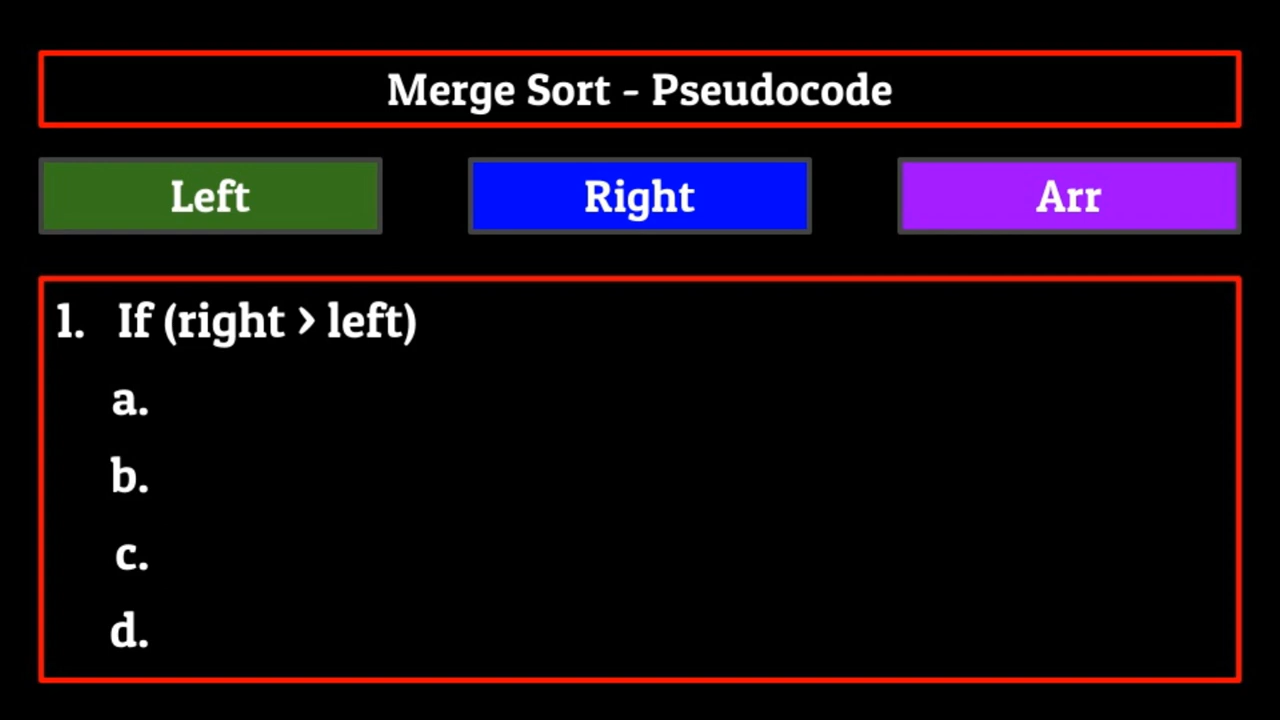 Merge Sort - Pseudocode
Left
Right
Arr
1. If (right > left)
a.
b.
c.
d.